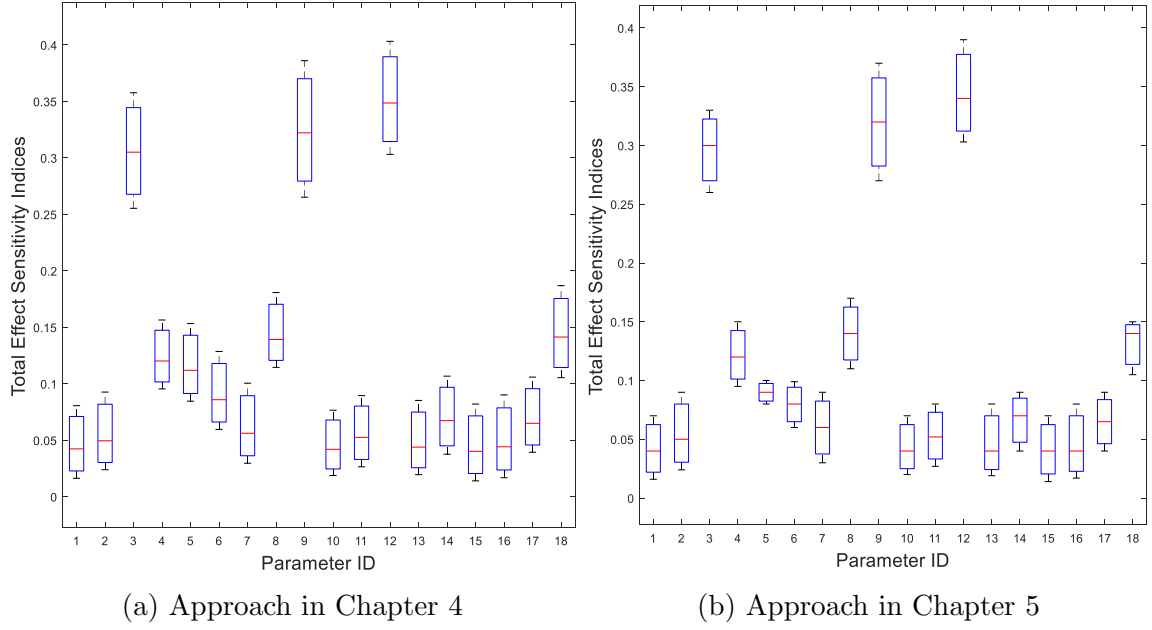 Total Effect Sensitivity Indices
0.4
0.35
0.3
0.25
0.2
0.15
0.1
0.05
0
1 2 3 4 5 6 7 8 9 10 11 12 13 14 15 16 17 18
Parameter ID
(a) Approach in Chapter 4
Total Effect Sensitivity Indices
0.4
0.35
0.3
0.25
0.2
0.15
0.1
0.05
0
1 2 3 4 5 6 7 8 9 10 11 12 13 14 15 16 17 18
Parameter ID
(b) Approach in Chapter 5